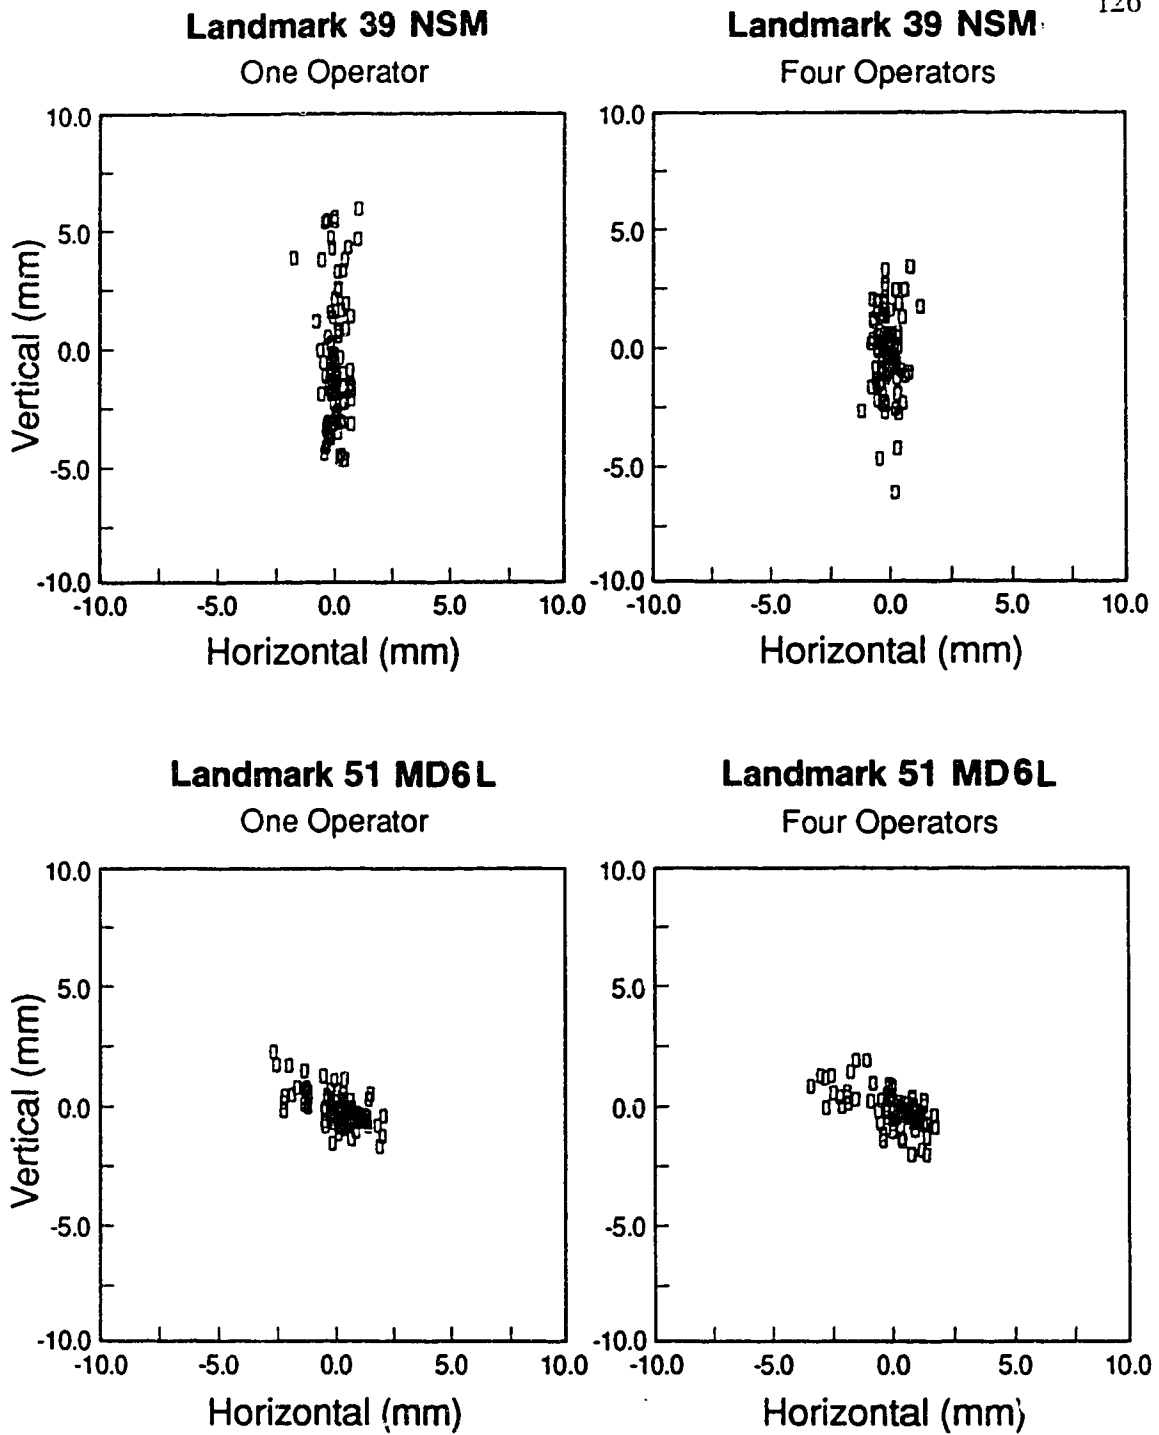 126
Landmark 39 NSM
One Operator
10.0
5.0
0.0
-5.0
-10.0
Vertical (mm)
-10.0 -5.0 0.0 5.0 10.0
Horizontal (mm)
Landmark 39 NSM
Four Operators
10.0
5.0
0.0
-5.0
-10.0
-10.0 -5.0 0.0 5.0 10.0
Horizontal (mm)
Landmark 51 MD6L
One Operator
10.0
5.0
0.0
-5.0
-10.0
Vertical (mm)
-10.0 -5.0 0.0 5.0 10.0
Horizontal (mm)
Landmark 51 MD6L
Four Operators
10.0
5.0
0.0
-5.0
-10.0
-10.0 -5.0 0.0 5.0 10.0
Horizontal (mm)